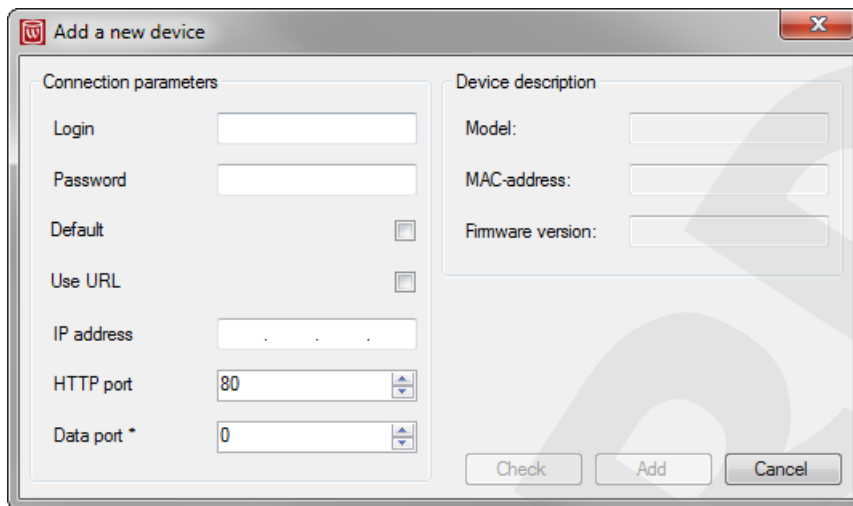 Add a new device
Connection parameters
Login
Password
Default
Use URL
IP address . . .
HTTP port 80
Data port * 0
Device description
Model:
MAC-address:
Firmware version:
Check Add Cancel